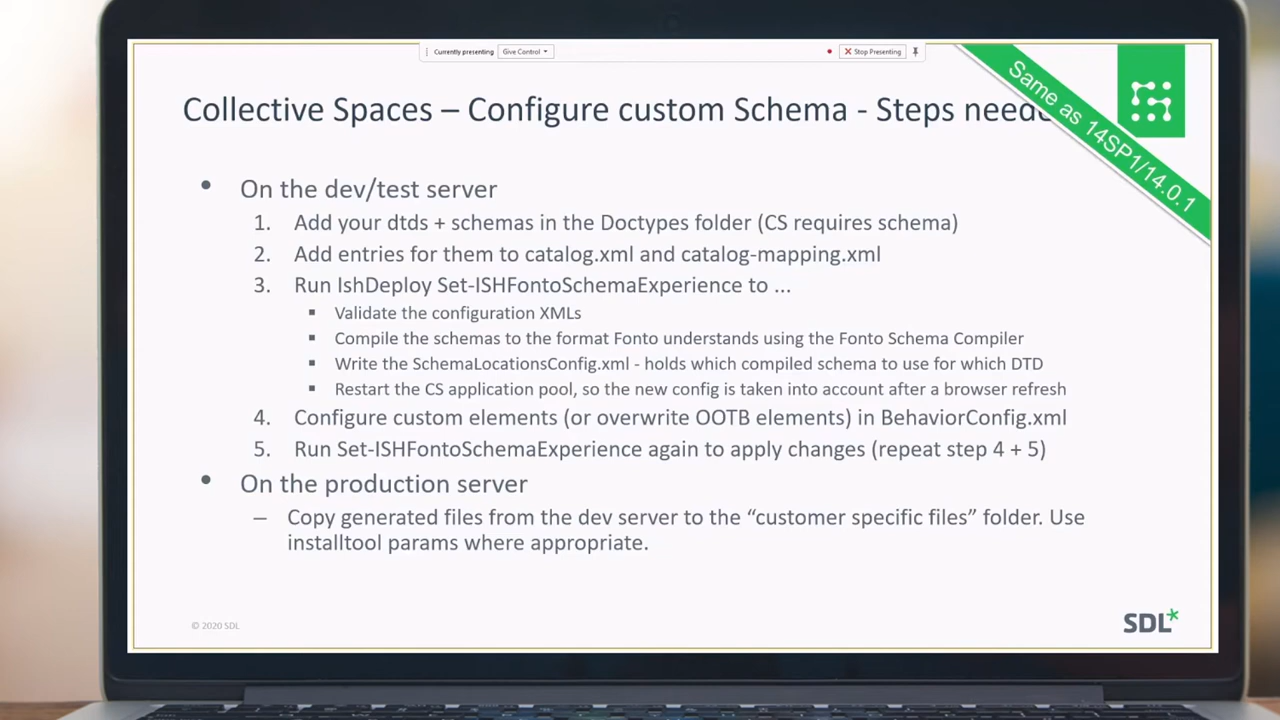 Currently presenting Give Control Stop Presenting
Collective Spaces – Configure custom Schema - Steps
Same as 14SP1/14.0.1
• On the dev/test server
1. Add your dtds + schemas in the Doctypes folder (CS requires schema)
2. Add entries for them to catalog.xml and catalog-mapping.xml
3. Run IshDeploy Set-ISHFontoSchemaExperience to ...
▪ Validate the configuration XMLs
▪ Compile the schemas to the format Fonto understands using the Fonto Schema Compiler
▪ Write the SchemaLocationsConfig.xml - holds which compiled schema to use for which DTD
▪ Restart the CS application pool, so the new config is taken into account after a browser refresh
4. Configure custom elements (or overwrite OOTB elements) in BehaviorConfig.xml
5. Run Set-ISHFontoSchemaExperience again to apply changes (repeat step 4 + 5)
• On the production server
– Copy generated files from the dev server to the “customer specific files” folder. Use
installtool params where appropriate.
© 2020 SDL
SDL*